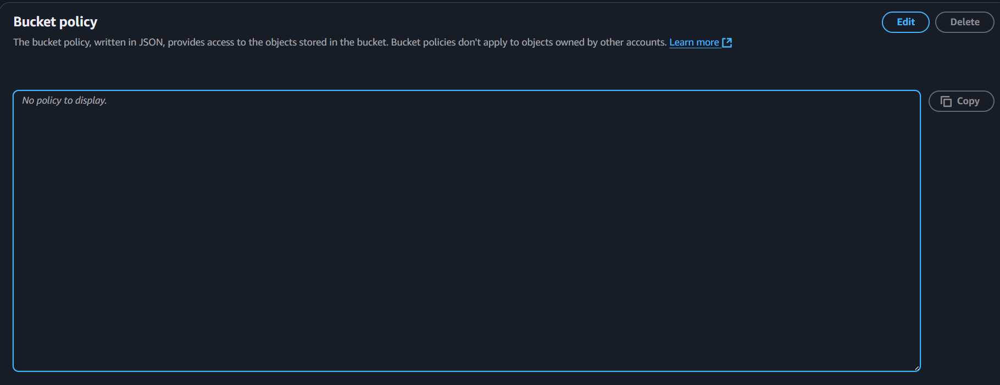 Bucket policy
Edit
Delete
The bucket policy, written in JSON, provides access to the objects stored in the bucket. Bucket policies don't apply to objects owned by other accounts. Learn more
No policy to display.
Copy